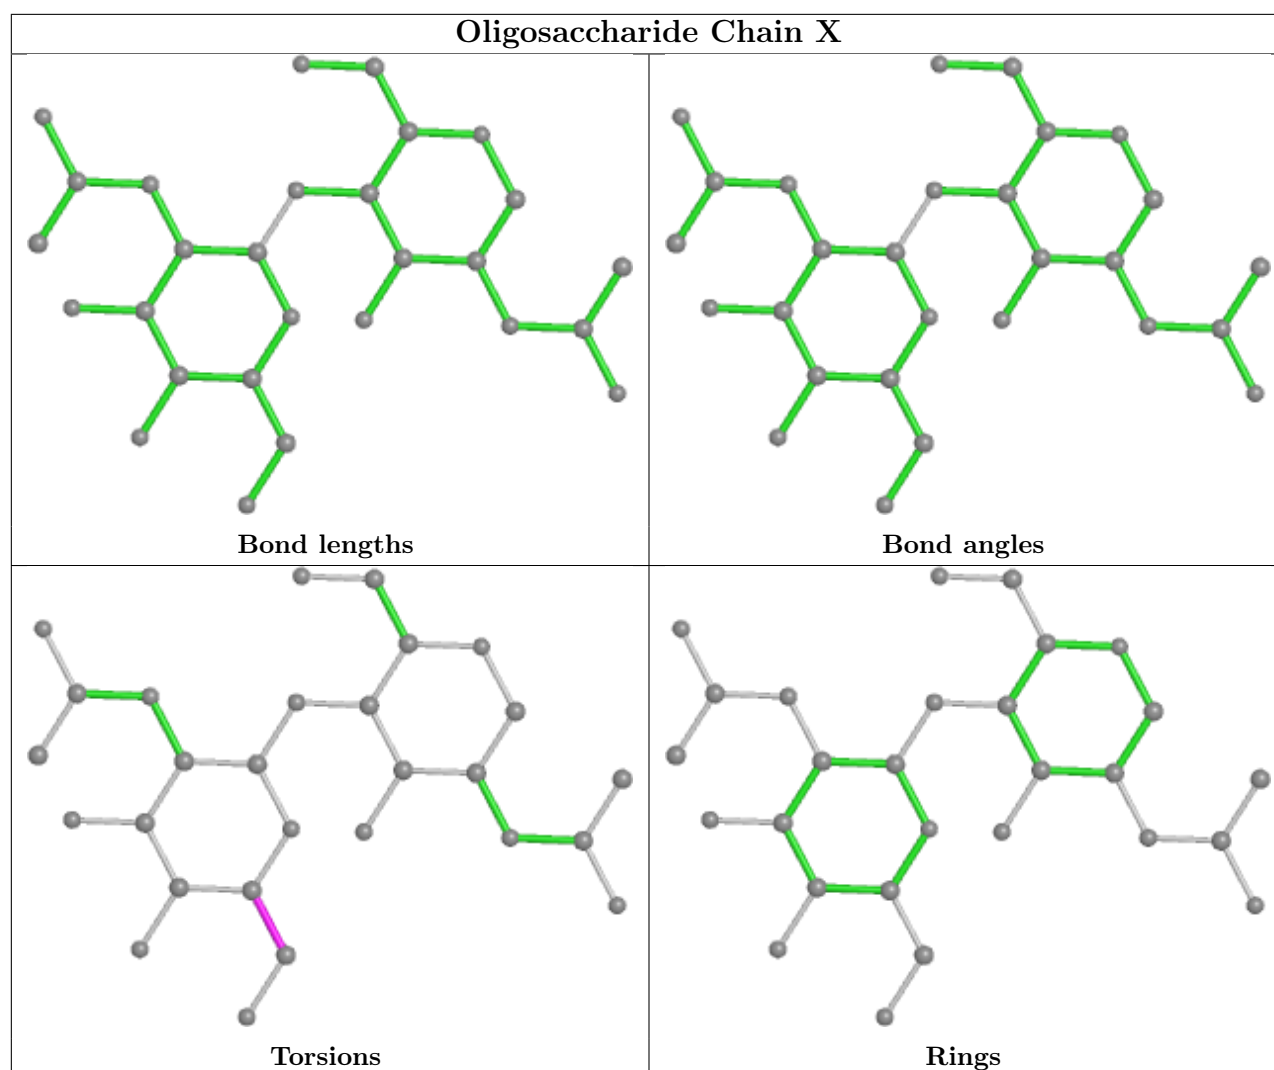 Oligosaccharide Chain X
Bond lengths
Bond angles
Torsions
Rings